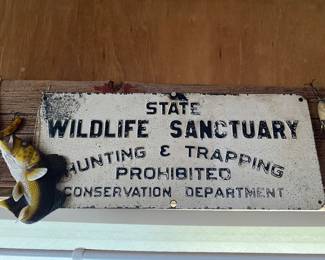 STATE
WILDLIFE SANCTUARY
HUNTING & TRAPPING
PROHIBITED
CONSERVATION DEPARTMENT